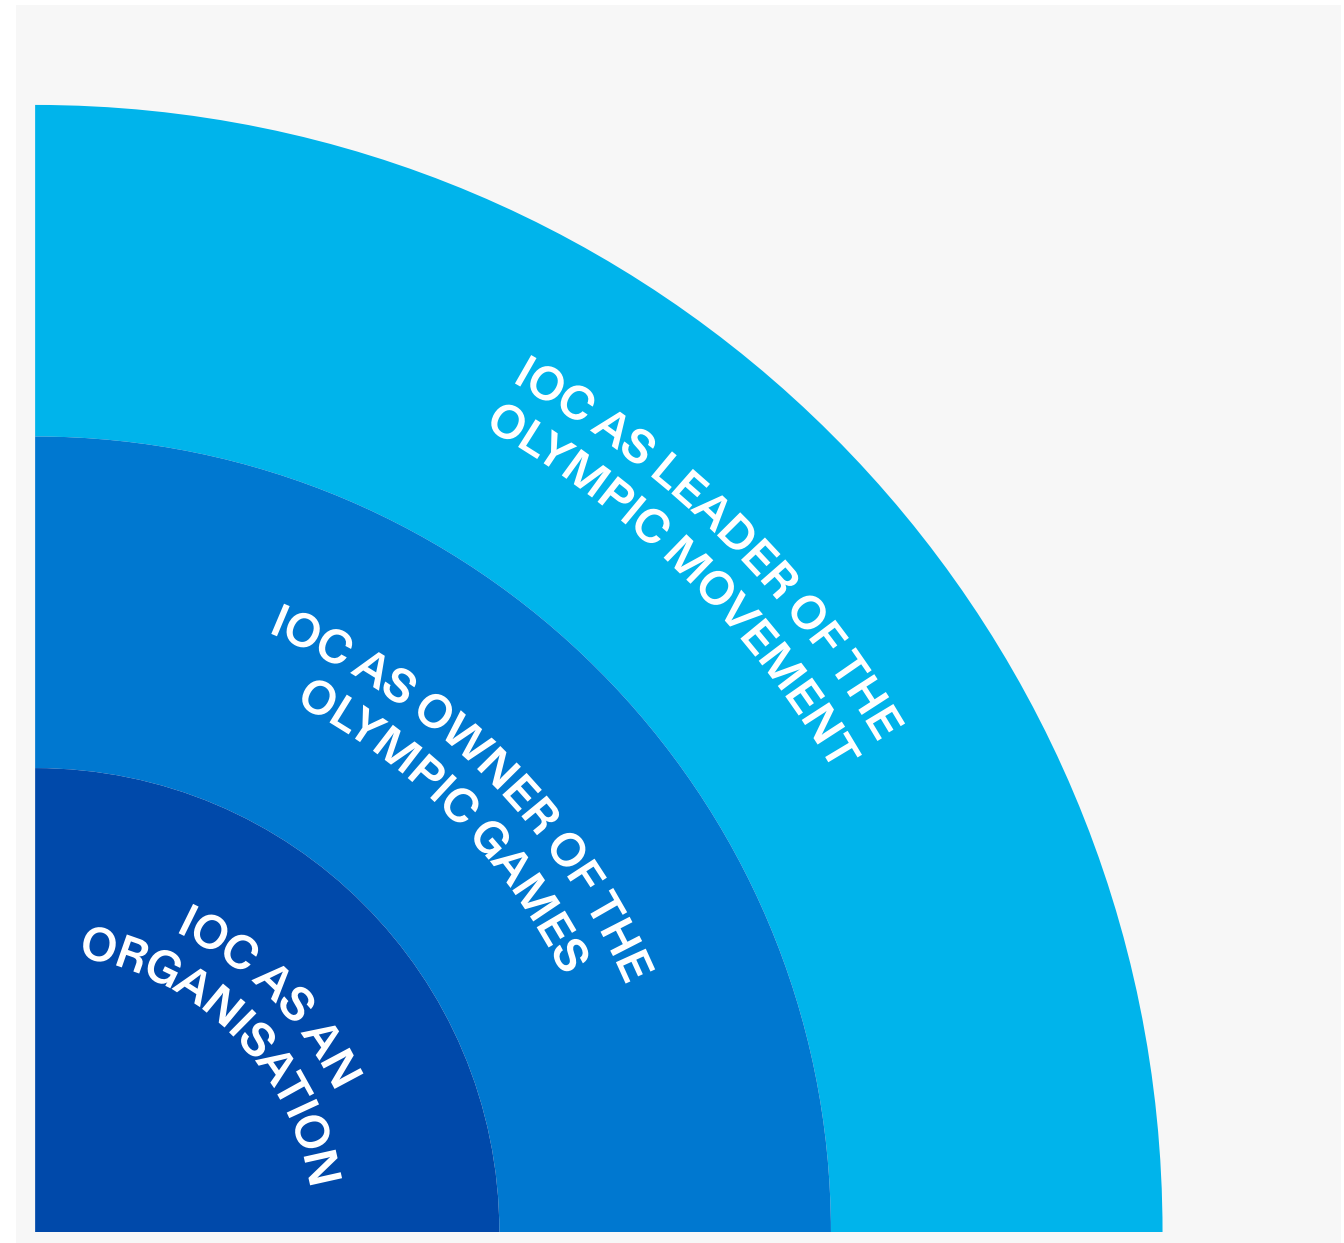 IOC AS LEADER OF THE
OLYMPIC MOVEMENT
IOC AS OWNER OF THE
OLYMPIC GAMES
IOC AS AN
ORGANISATION